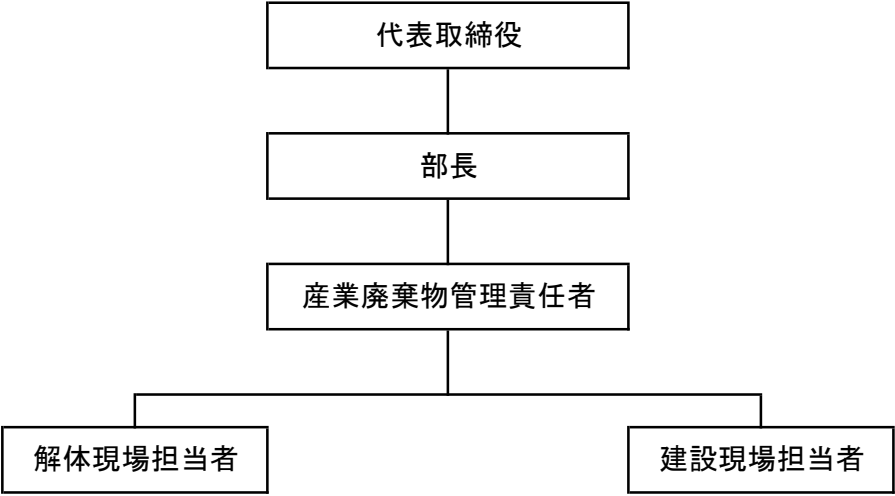 代表取締役
部長
産業廃棄物管理責任者
解体現場担当者
建設現場担当者